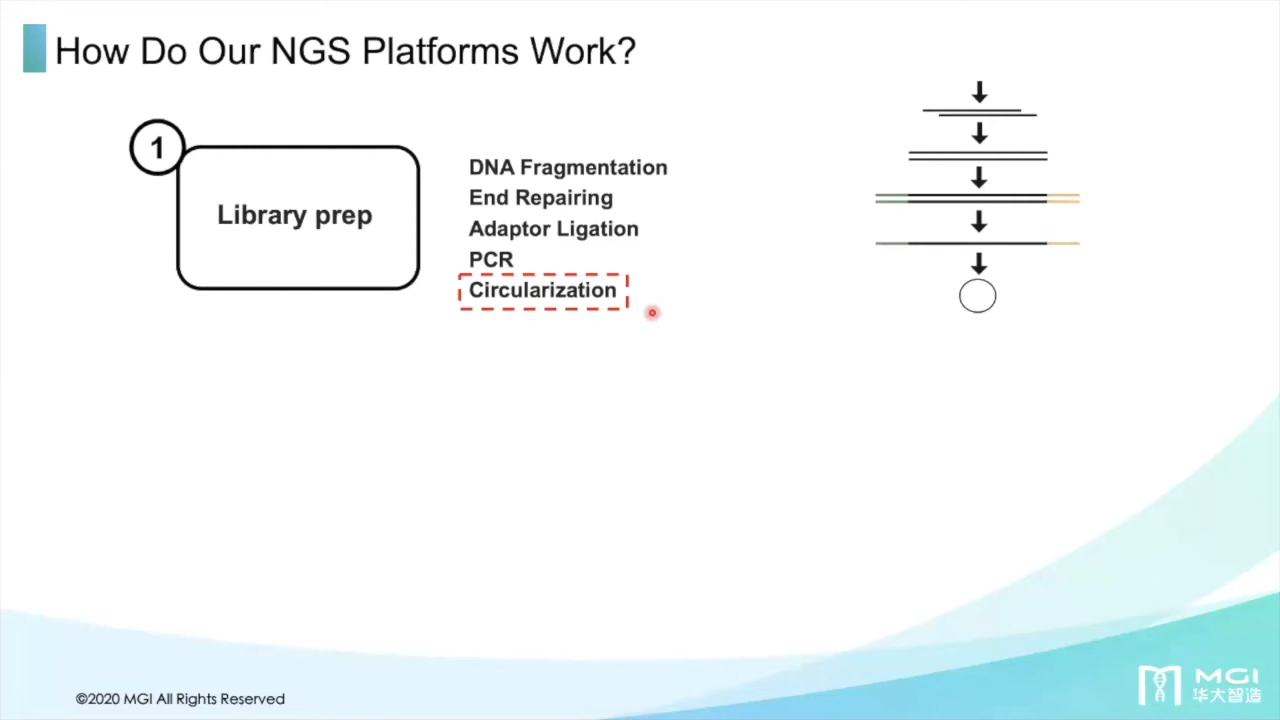 How Do Our NGS Platforms Work?
1
Library prep
DNA Fragmentation
End Repairing
Adaptor Ligation
PCR
Circularization
©2020 MGI All Rights Reserved
MGI
华大智造